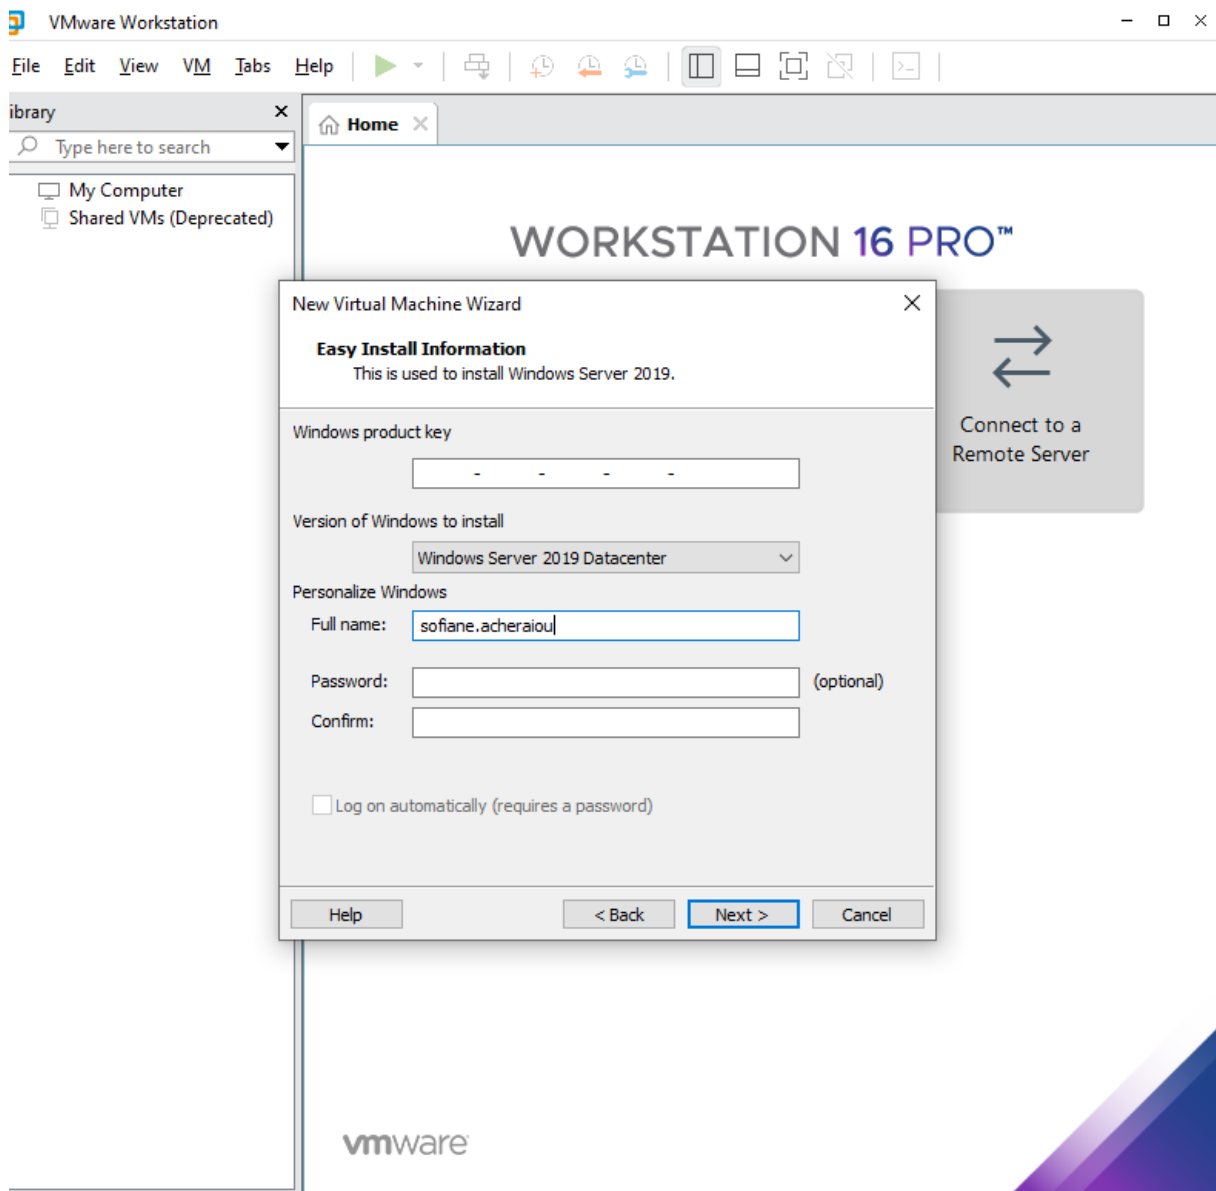 VMware Workstation
File Edit View VM Tabs Help
ibrary
Home
Type here to search
My Computer
Shared VMs (Deprecated)
WORKSTATION 16 PRO™
New Virtual Machine Wizard
Easy Install Information
This is used to install Windows Server 2019.
Windows product key
- - - -
Version of Windows to install
Windows Server 2019 Datacenter
Personalize Windows
Full name: sofiane.acheraiou
Password: (optional)
Confirm:
Log on automatically (requires a password)
Help < Back Next > Cancel
Connect to a
Remote Server
vmware